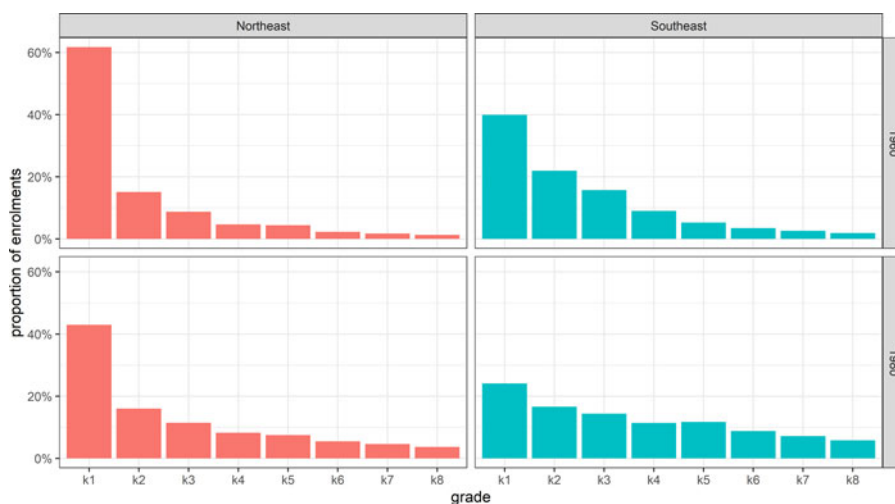 Northeast Southeast
60%
40%
20%
0%
60%
40%
20%
0%
proportion of enrolments
k1 k2 k3 k4 k5 k6 k7 k8 k1 k2 k3 k4 k5 k6 k7 k8
grade